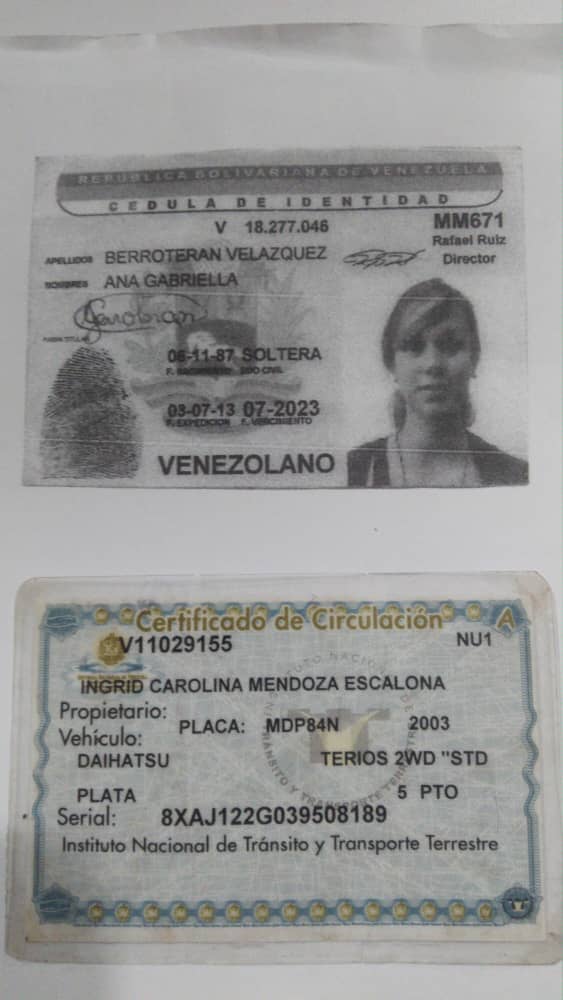 REPUBLICA BOLIVARIANA DE VENEZUELA
CEDULA DE IDENTIDAD
V 18.277.046
MM671
Rafael Ruiz
Director
APELLIDOS BERROTERAN VELAZQUEZ
NOMBRES ANA GABRIELLA
06-11-87 SOLTERA
F. NACIMIENTO EDO CIVIL
03-07-13 07-2023
F. EXPEDICION F. VENCIMIENTO
VENEZOLANO
Certificado de Circulación A
V11029155 NU1
INGRID CAROLINA MENDOZA ESCALONA
Propietario:
PLACA: MDP84N 2003
Vehículo:
DAIHATSU TERIOS 2WD "STD
PLATA 5 PTO
Serial: 8XAJ122G039508189
Instituto Nacional de Tránsito y Transporte Terrestre